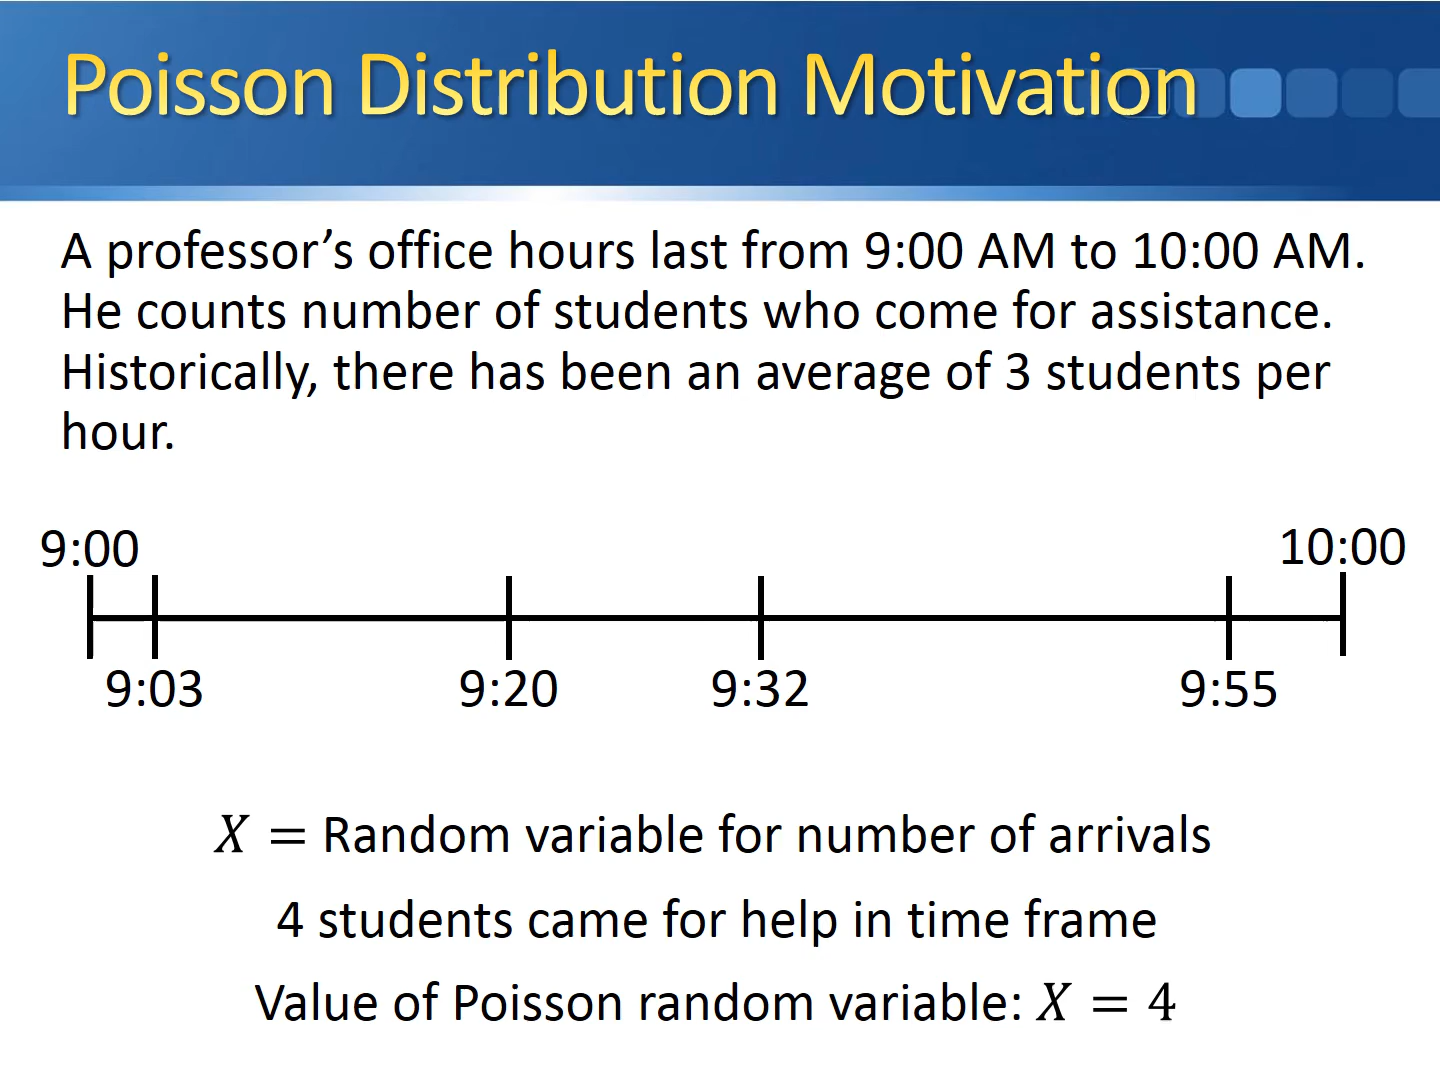 Poisson Distribution Motivation
A professor’s office hours last from 9:00 AM to 10:00 AM.
He counts number of students who come for assistance.
Historically, there has been an average of 3 students per
hour.
9:00
10:00
9:03
9:20
9:32
9:55
X = Random variable for number of arrivals
4 students came for help in time frame
Value of Poisson random variable: X = 4